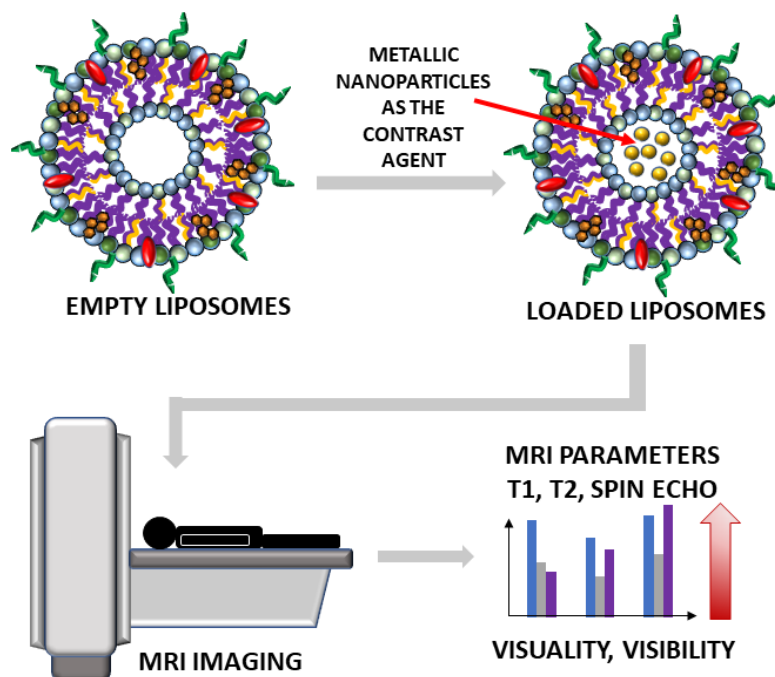 METALLIC
NANOPARTICLES
AS THE
CONTRAST
AGENT
EMPTY LIPOSOMES
LOADED LIPOSOMES
MRI PARAMETERS
T1, T2, SPIN ECHO
MRI IMAGING
VISUALITY, VISIBILITY